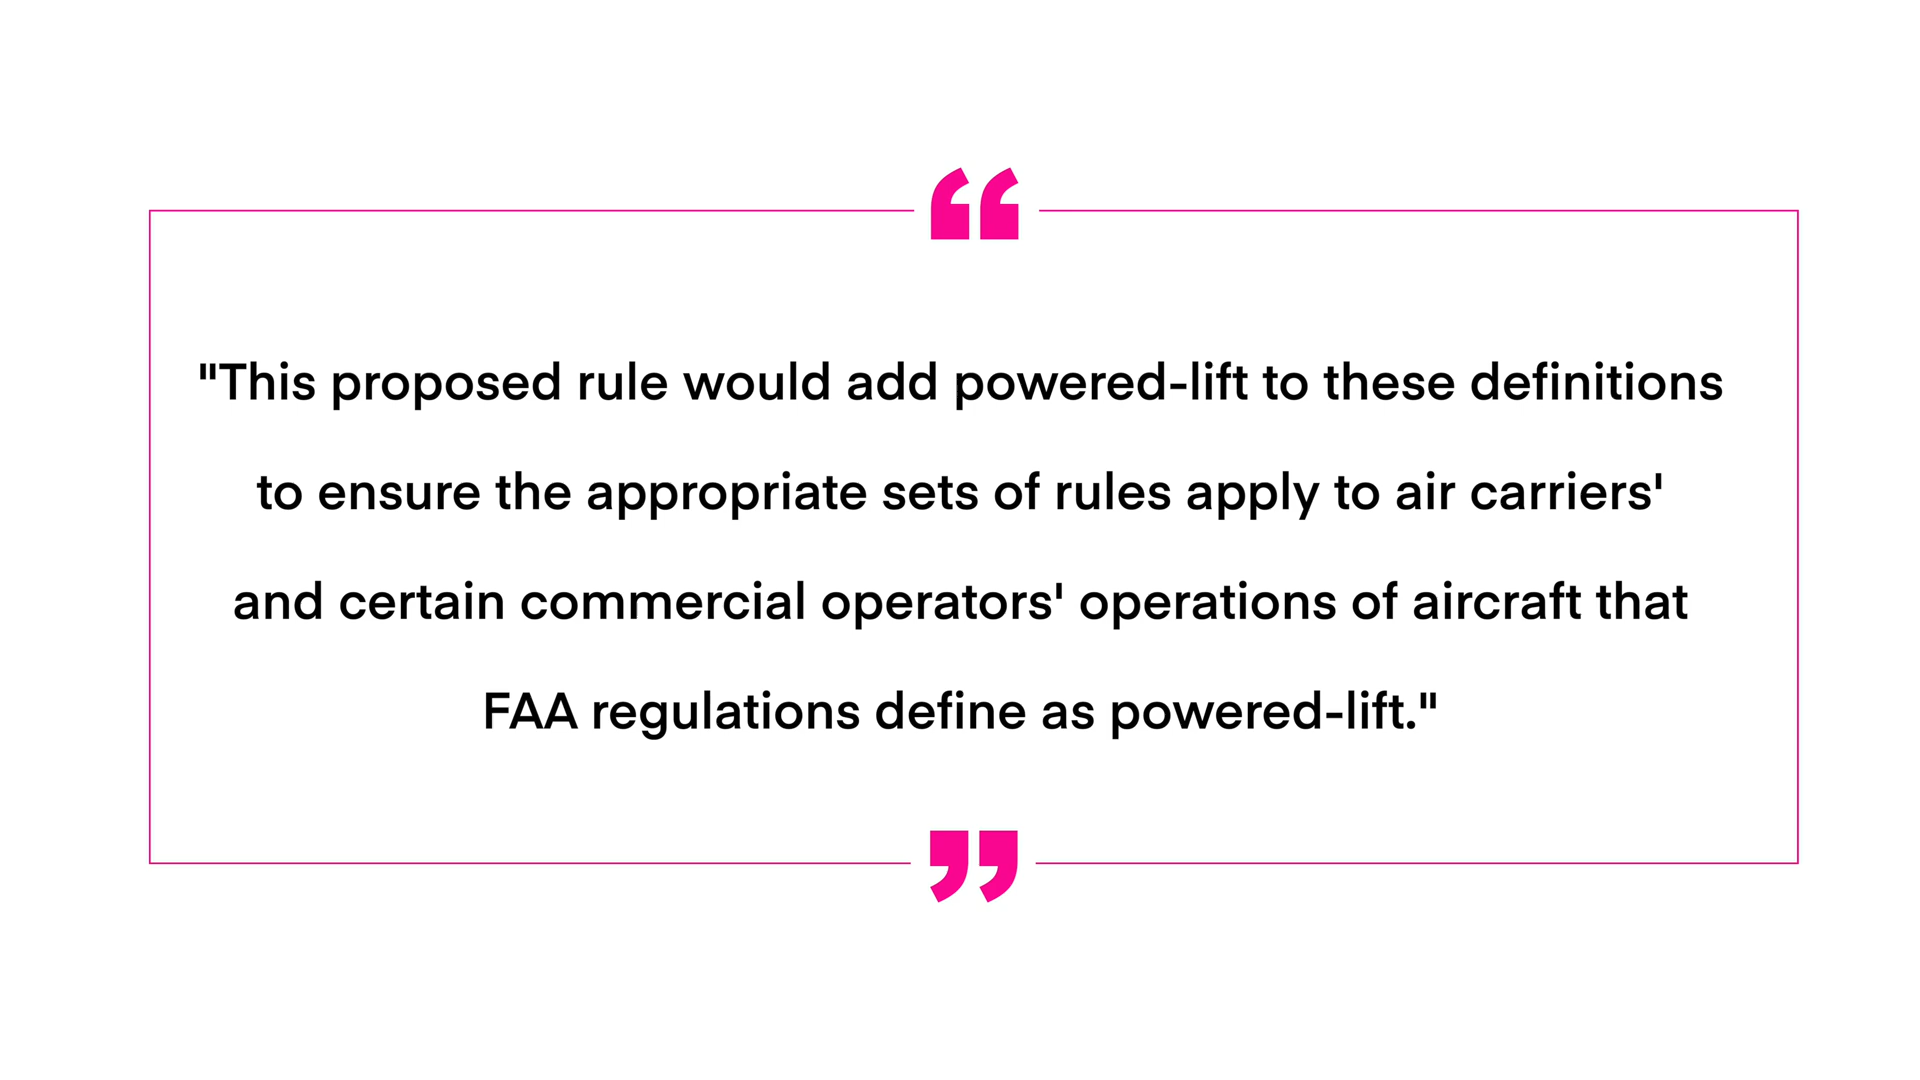 "This proposed rule would add powered-lift to these definitions
to ensure the appropriate sets of rules apply to air carriers'
and certain commercial operators' operations of aircraft that
FAA regulations define as powered-lift."